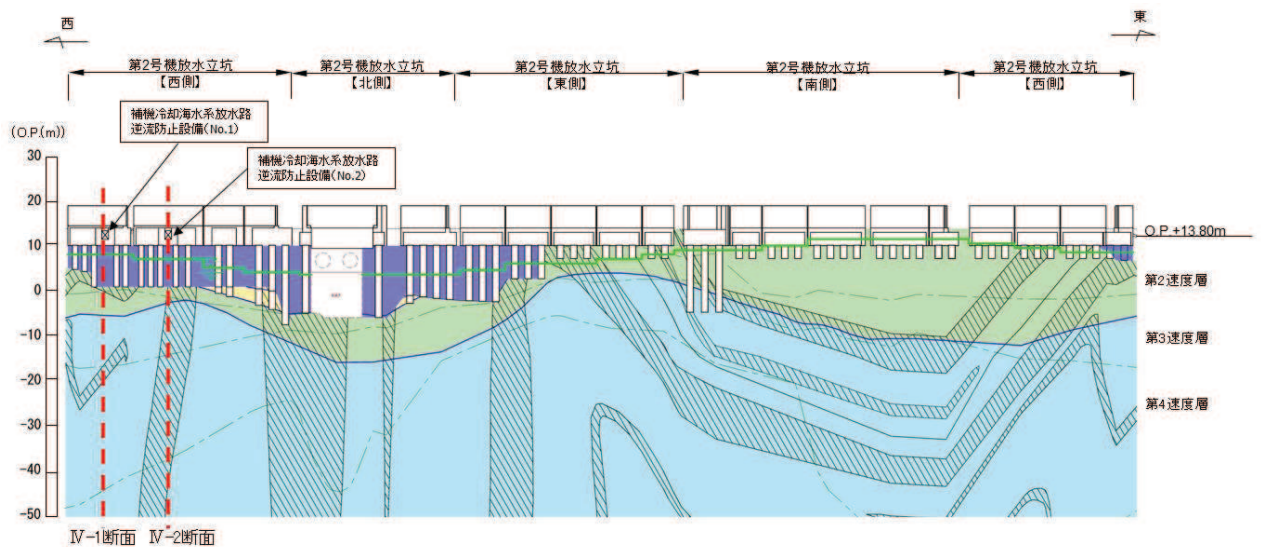 西
東
第2号機放水立坑
【西側】
第2号機放水立坑
【北側】
第2号機放水立坑
【東側】
第2号機放水立坑
【南側】
第2号機放水立坑
【西側】
補機冷却海水系放水路
逆流防止設備(No.1)
補機冷却海水系放水路
逆流防止設備(No.2)
(O.P.(m))
30
20
10
0
-10
-20
-30
-40
-50
O.P.+13.80m
第2速度層
第3速度層
第4速度層
Ⅳ-1断面
Ⅳ-2断面